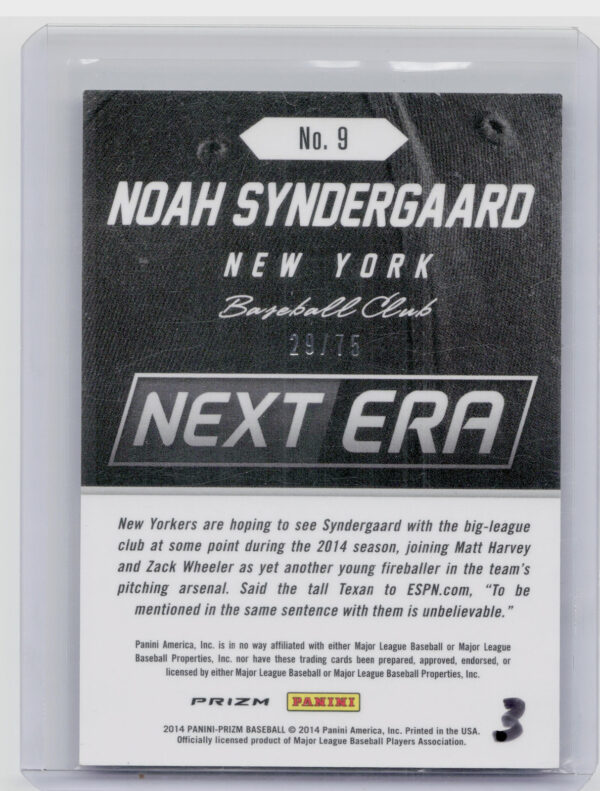 No. 9
NOAH SYNDERGAARD
NEW YORK
Baseball Club
29/75
NEXT ERA
New Yorkers are hoping to see Syndergaard with the big-league
club at some point during the 2014 season, joining Matt Harvey
and Zack Wheeler as yet another young fireballer in the team's
pitching arsenal. Said the tall Texan to ESPN.com, “To be
mentioned in the same sentence with them is unbelievable.”
Panini America, Inc. is in no way affiliated with either Major League Baseball or Major League
Baseball Properties, Inc. nor have these trading cards been prepared, approved, endorsed, or
licensed by either Major League Baseball or Major League Baseball Properties, Inc.
PRIZM PANINI
2014 PANINI-PRIZM BASEBALL © 2014 Panini America, Inc. Printed in the USA.
Officially licensed product of Major League Baseball Players Association.
3